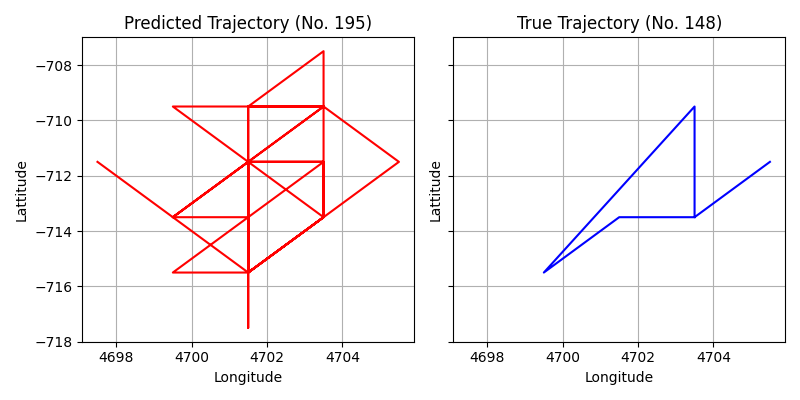 Predicted Trajectory (No. 195)
−708
−710
−712
−714
−716
−718
Lattitude
4698 4700 4702 4704
Longitude
True Trajectory (No. 148)
Lattitude
4698 4700 4702 4704
Longitude